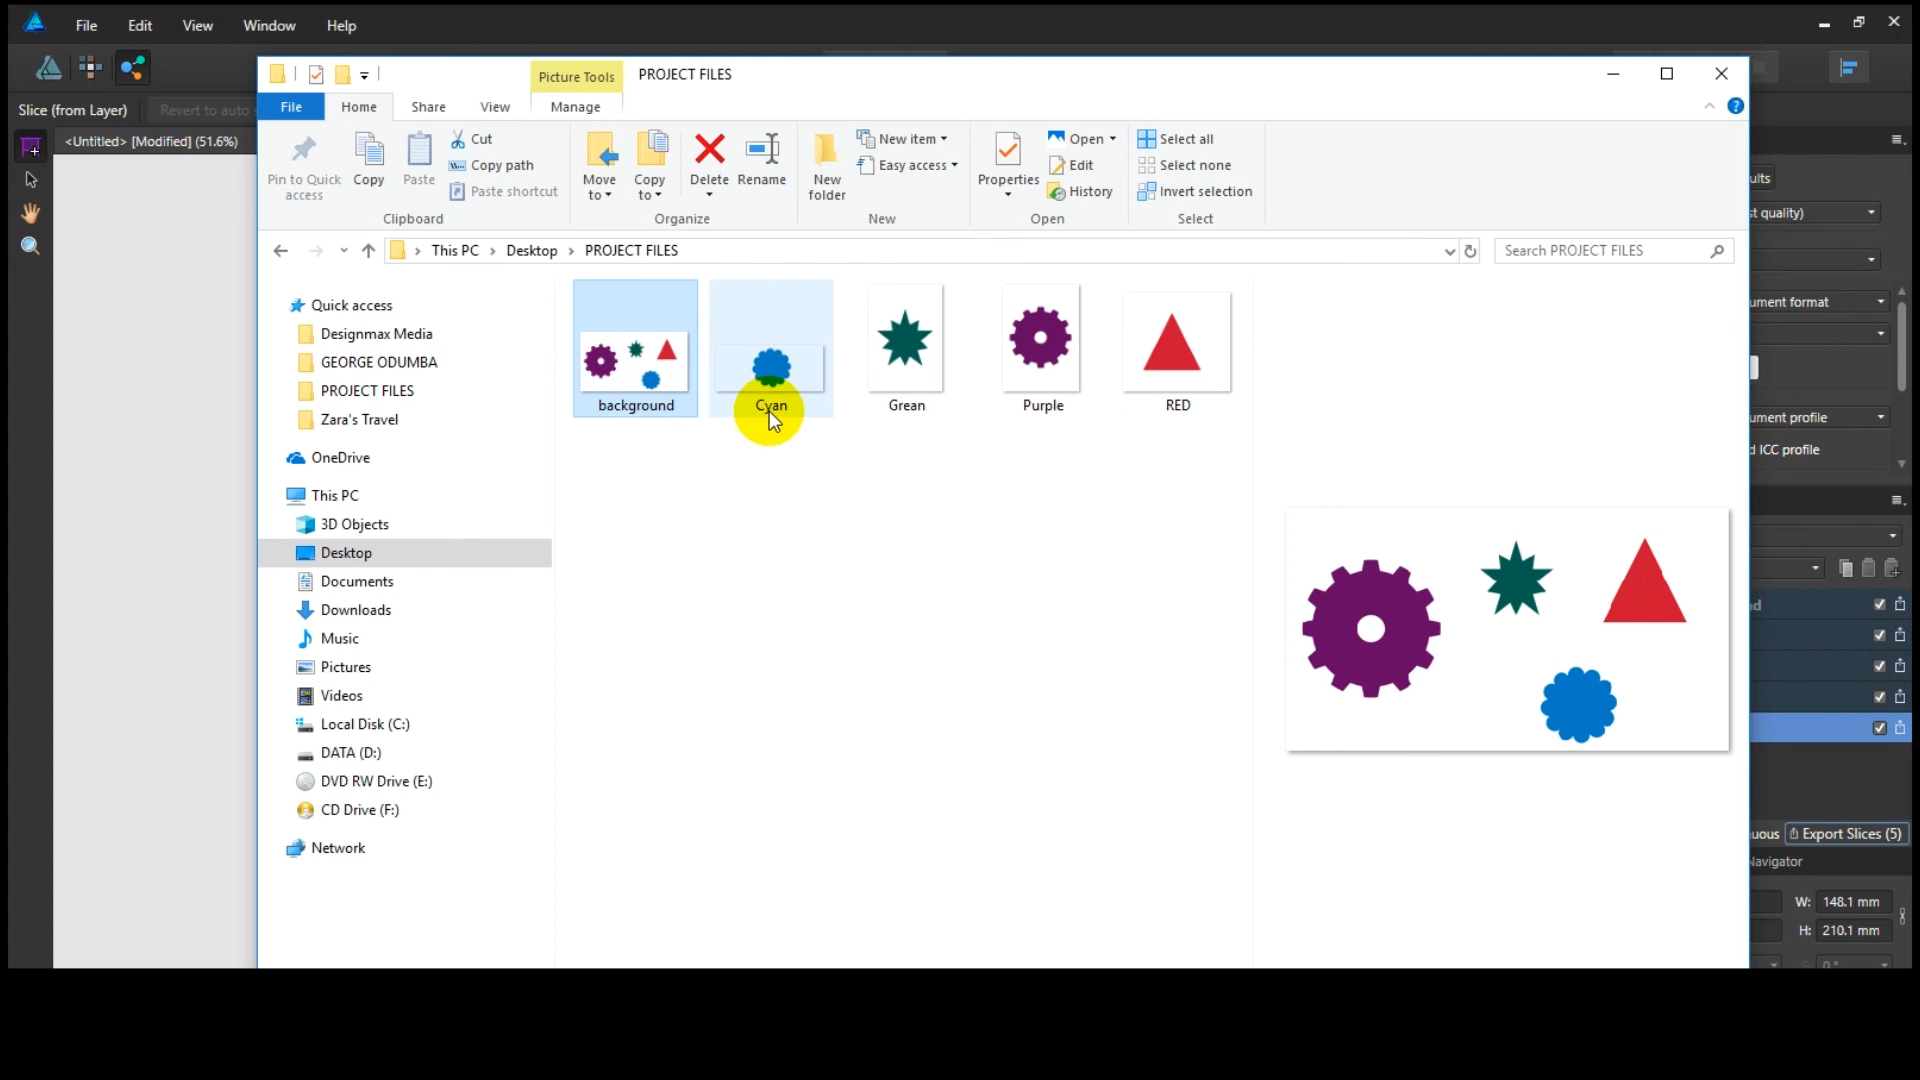 File Edit View Window Help
Slice (from Layer) Revert to auto
<Untitled> [Modified] (51.6%)
Picture Tools PROJECT FILES
File Home Share View Manage
Pin to Quick access
Copy
Paste
Cut
Copy path
Paste shortcut
Clipboard
Move to
Copy to
Delete
Rename
Organize
New folder
New item
Easy access
New
Properties
Open
Edit
History
Open
Select all
Select none
Invert selection
Select
This PC Desktop PROJECT FILES
Search PROJECT FILES
Quick access
Designmax Media
GEORGE ODUMBA
PROJECT FILES
Zara's Travel
OneDrive
This PC
3D Objects
Desktop
Documents
Downloads
Music
Pictures
Videos
Local Disk (C:)
DATA (D:)
DVD RW Drive (E:)
CD Drive (F:)
Network
background Cyan Grean Purple RED
ults
st quality)
ument format
ument profile
d ICC profile
nd
uous Export Slices (5)
Navigator
W: 148.1 mm
H: 210.1 mm